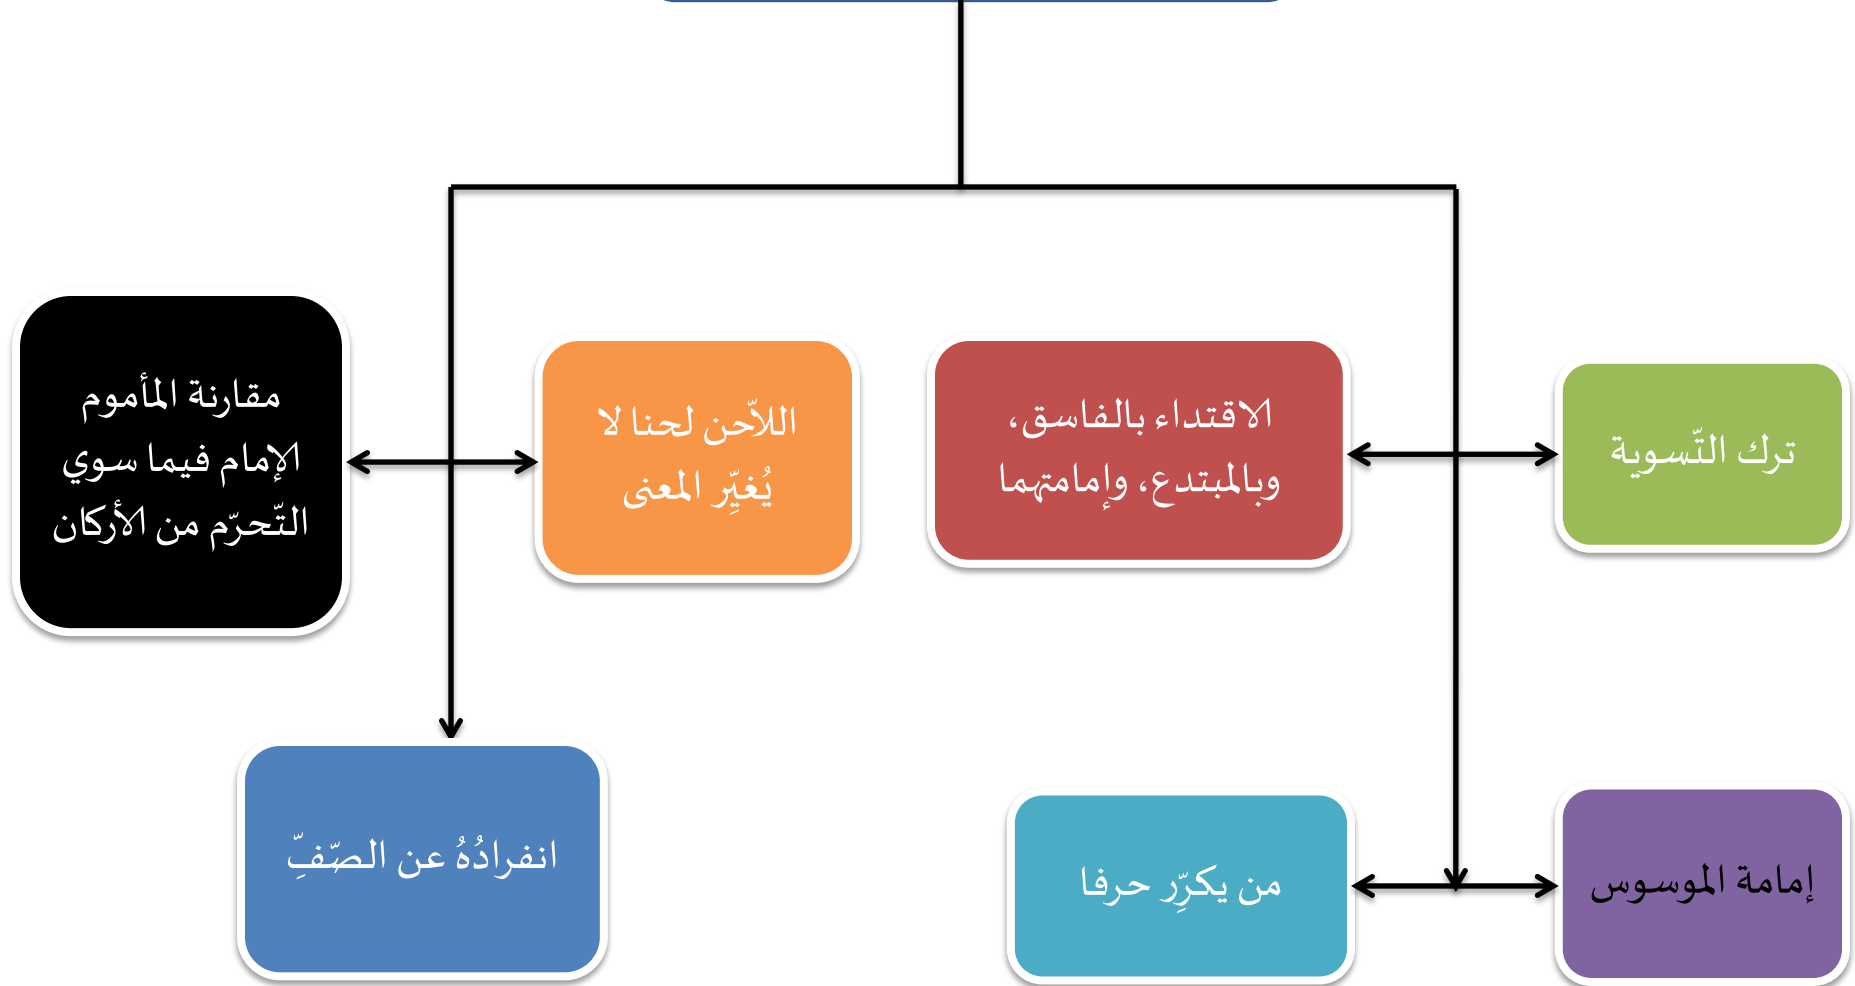 ترك التّسوية
الاقتداء بالفاسق،
وبالمبتدع، وإمامتهما
اللاّحن لحنا لا
يُغيِّر المعنى
مقارنة المأموم
الإمام فيما سوي
التّحرّم من الأركان
إمامة الموسوس
من يكرِّر حرفا
انفرادُهُ عن الصّفِّ